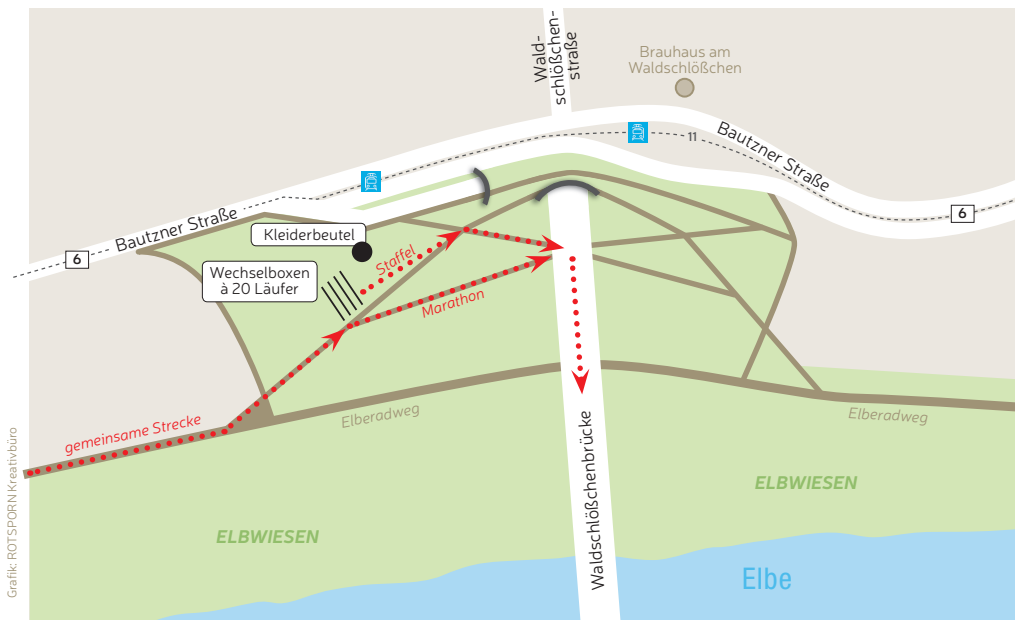 Wald-
schlößchen-
straße
Brauhaus am
Waldschlößchen
11
Bautzner Straße
6
Bautzner Straße
6
Kleiderbeutel
Wechselboxen
à 20 Läufer
Staffel
Marathon
gemeinsame Strecke
Elberadweg
Elberadweg
Waldschlößchenbrücke
ELBWIESEN
ELBWIESEN
Elbe
Grafik: ROTSPORN Kreativbüro